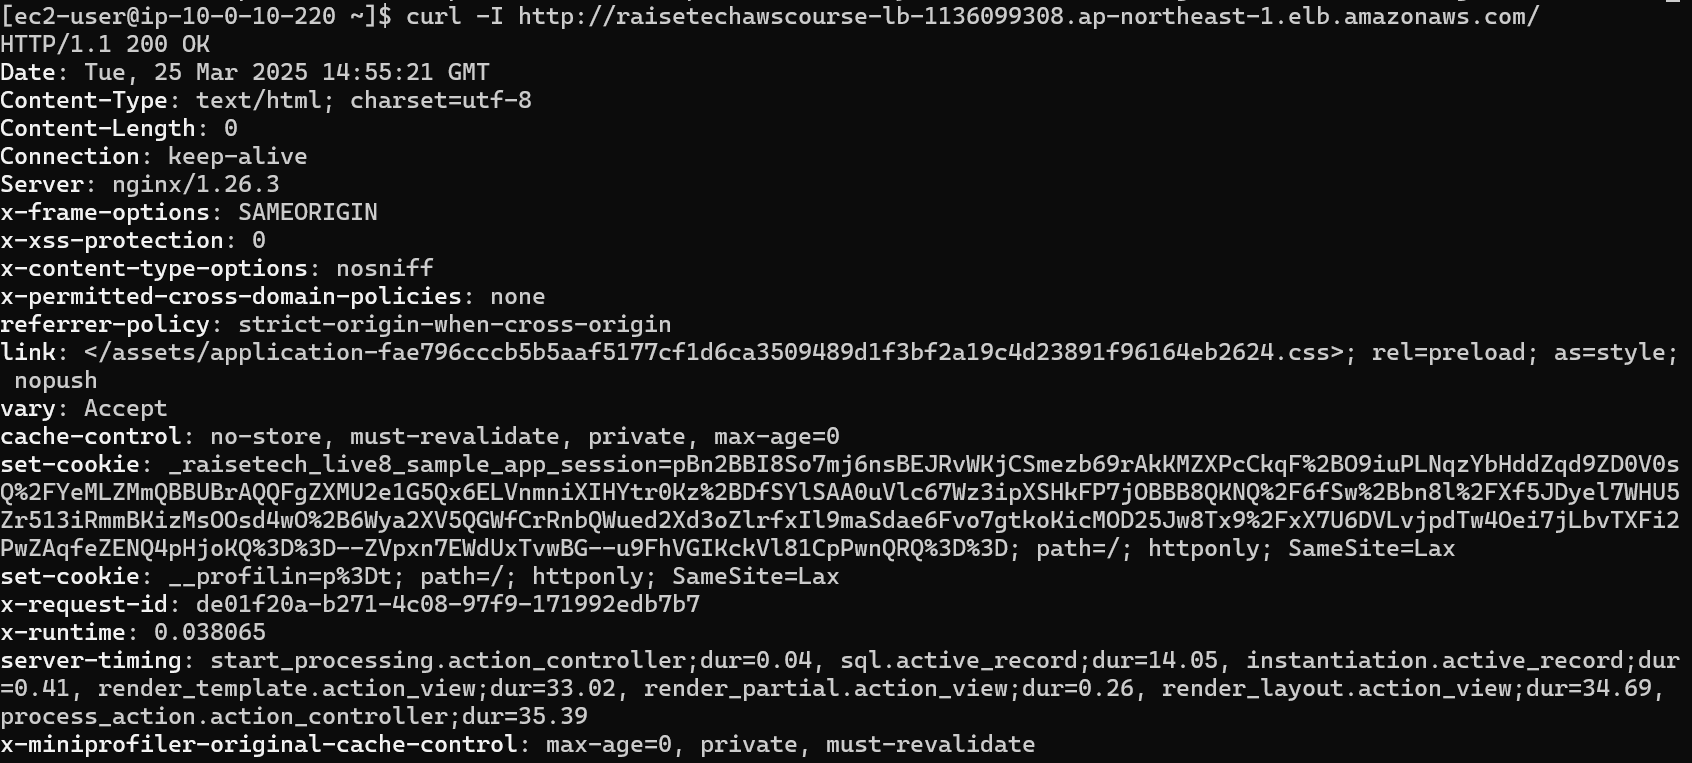 [ec2-user@ip-10-0-10-220 ~]$ curl -I http://raisetechawscourse-lb-1136099308.ap-northeast-1.elb.amazonaws.com/
HTTP/1.1 200 OK
Date: Tue, 25 Mar 2025 14:55:21 GMT
Content-Type: text/html; charset=utf-8
Content-Length: 0
Connection: keep-alive
Server: nginx/1.26.3
x-frame-options: SAMEORIGIN
x-xss-protection: 0
x-content-type-options: nosniff
x-permitted-cross-domain-policies: none
referrer-policy: strict-origin-when-cross-origin
link: </assets/application-fae796cccb5b5aaf5177cf1d6ca3509489d1f3bf2a19c4d23891f96164eb2624.css>; rel=preload; as=style;
 nopush
vary: Accept
cache-control: no-store, must-revalidate, private, max-age=0
set-cookie: _raisetech_live8_sample_app_session=pBn2BBI8So7mj6nsBEJRvWKjCSmezb69rAkKMZXPcCkqF%2BO9iuPLNqzYbHddZqd9ZD0V0s
Q%2FYeMLZMmQBBUBrAQQFgZXMU2e1G5Qx6ELVnmniXIHYtr0Kz%2BDfSYlSAA0uVlc67Wz3ipXSHkFP7jOBBB8QKNQ%2F6fSw%2Bbn8l%2FXf5JDyel7WHU5
Zr513iRmmBKizMsOOsd4wO%2B6Wya2XV5QGWfCrRnbQWued2Xd3oZlrfxIl9maSdae6Fvo7gtkoKicMOD25Jw8Tx9%2FxX7U6DVLvjpdTw4Oei7jLbvTXFi2
PwZAqfeZENQ4pHjoKQ%3D%3D--ZVpxn7EWdUxTvwBG--u9FhVGIKckVl81CpPwnQRQ%3D%3D; path=/; httponly; SameSite=Lax
set-cookie: __profilin=p%3Dt; path=/; httponly; SameSite=Lax
x-request-id: de01f20a-b271-4c08-97f9-171992edb7b7
x-runtime: 0.038065
server-timing: start_processing.action_controller;dur=0.04, sql.active_record;dur=14.05, instantiation.active_record;dur
=0.41, render_template.action_view;dur=33.02, render_partial.action_view;dur=0.26, render_layout.action_view;dur=34.69,
process_action.action_controller;dur=35.39
x-miniprofiler-original-cache-control: max-age=0, private, must-revalidate